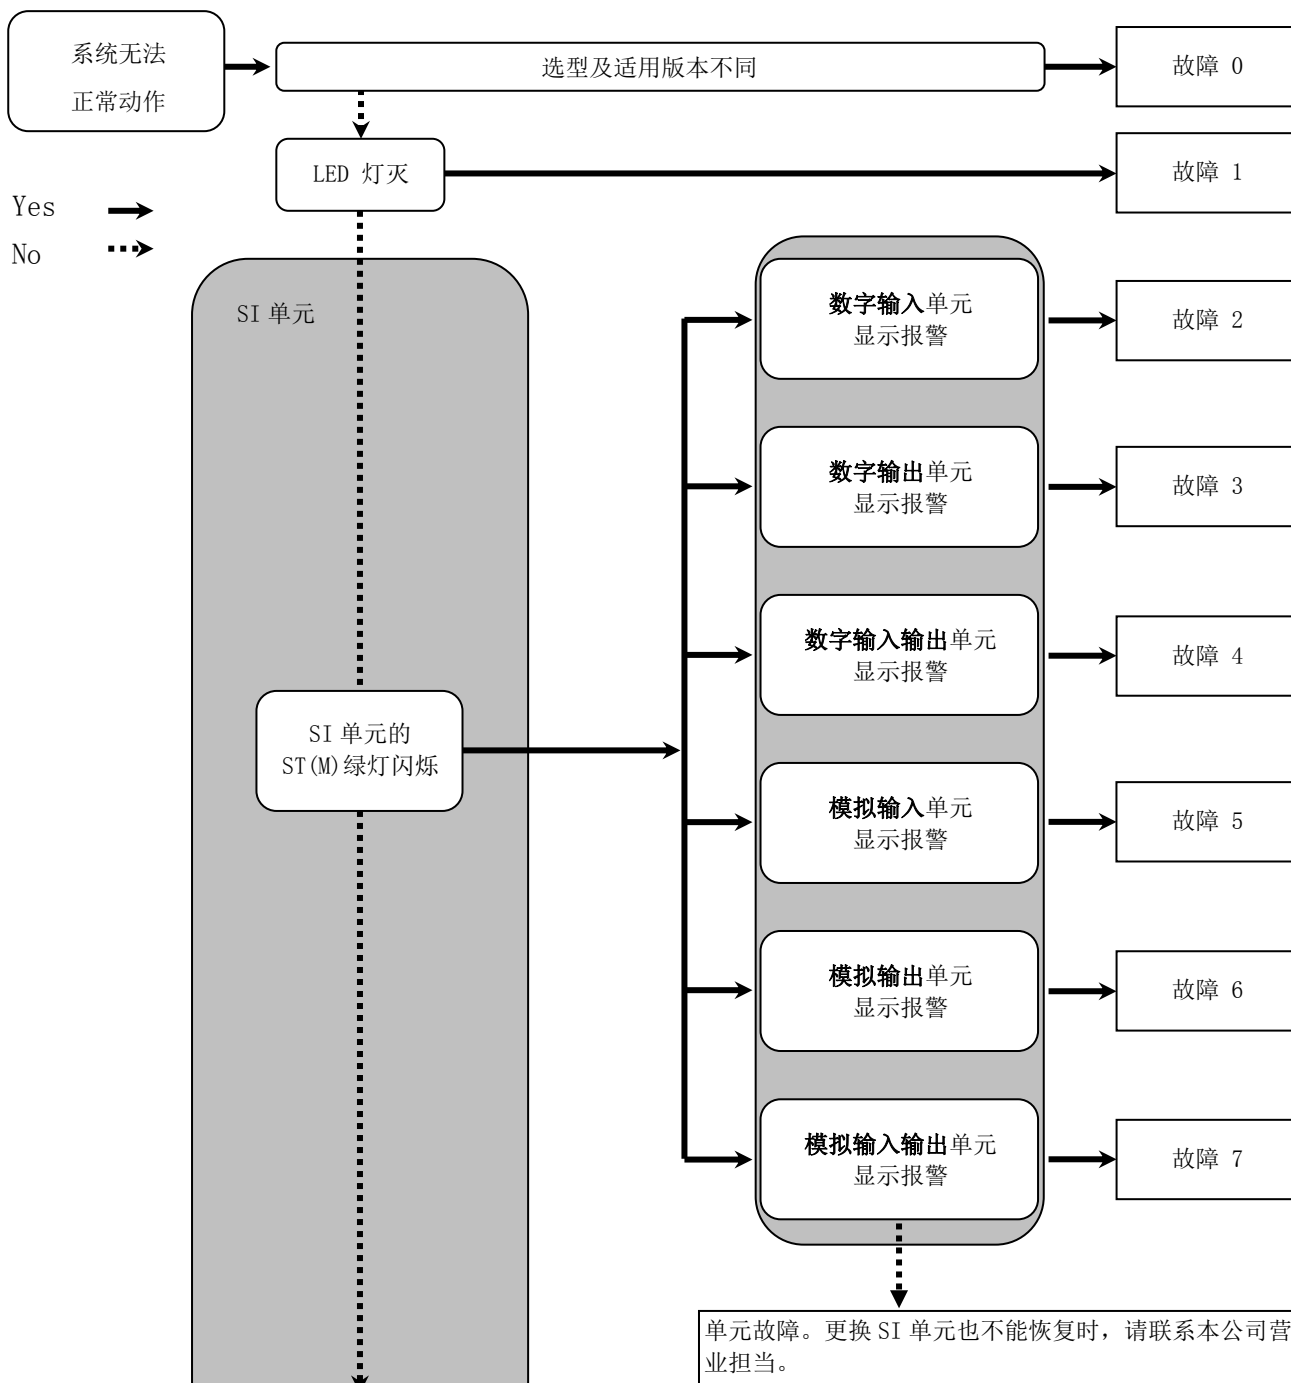 系统无法
正常动作
选型及适用版本不同
故障 0
LED 灯灭
故障 1
Yes
No
SI 单元
数字输入单元
显示报警
故障 2
数字输出单元
显示报警
故障 3
数字输入输出单元
显示报警
故障 4
SI 单元的
ST(M)绿灯闪烁
模拟输入单元
显示报警
故障 5
模拟输出单元
显示报警
故障 6
模拟输入输出单元
显示报警
故障 7
单元故障。更换 SI 单元也不能恢复时，请联系本公司营
业担当。